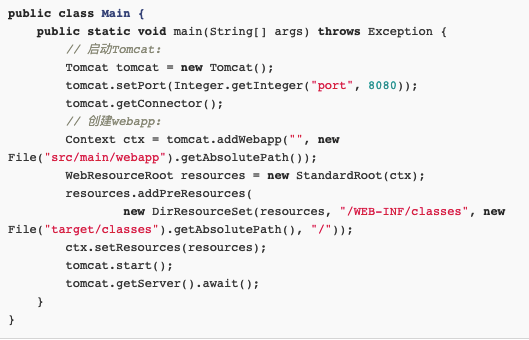 public class Main {
    public static void main(String[] args) throws Exception {
        // 启动Tomcat:
        Tomcat tomcat = new Tomcat();
        tomcat.setPort(Integer.getInteger("port", 8080));
        tomcat.getConnector();
        // 创建webapp:
        Context ctx = tomcat.addWebapp("", new
File("src/main/webapp").getAbsolutePath());
        WebResourceRoot resources = new StandardRoot(ctx);
        resources.addPreResources(
                new DirResourceSet(resources, "/WEB-INF/classes", new
File("target/classes").getAbsolutePath(), "/"));
        ctx.setResources(resources);
        tomcat.start();
        tomcat.getServer().await();
    }
}